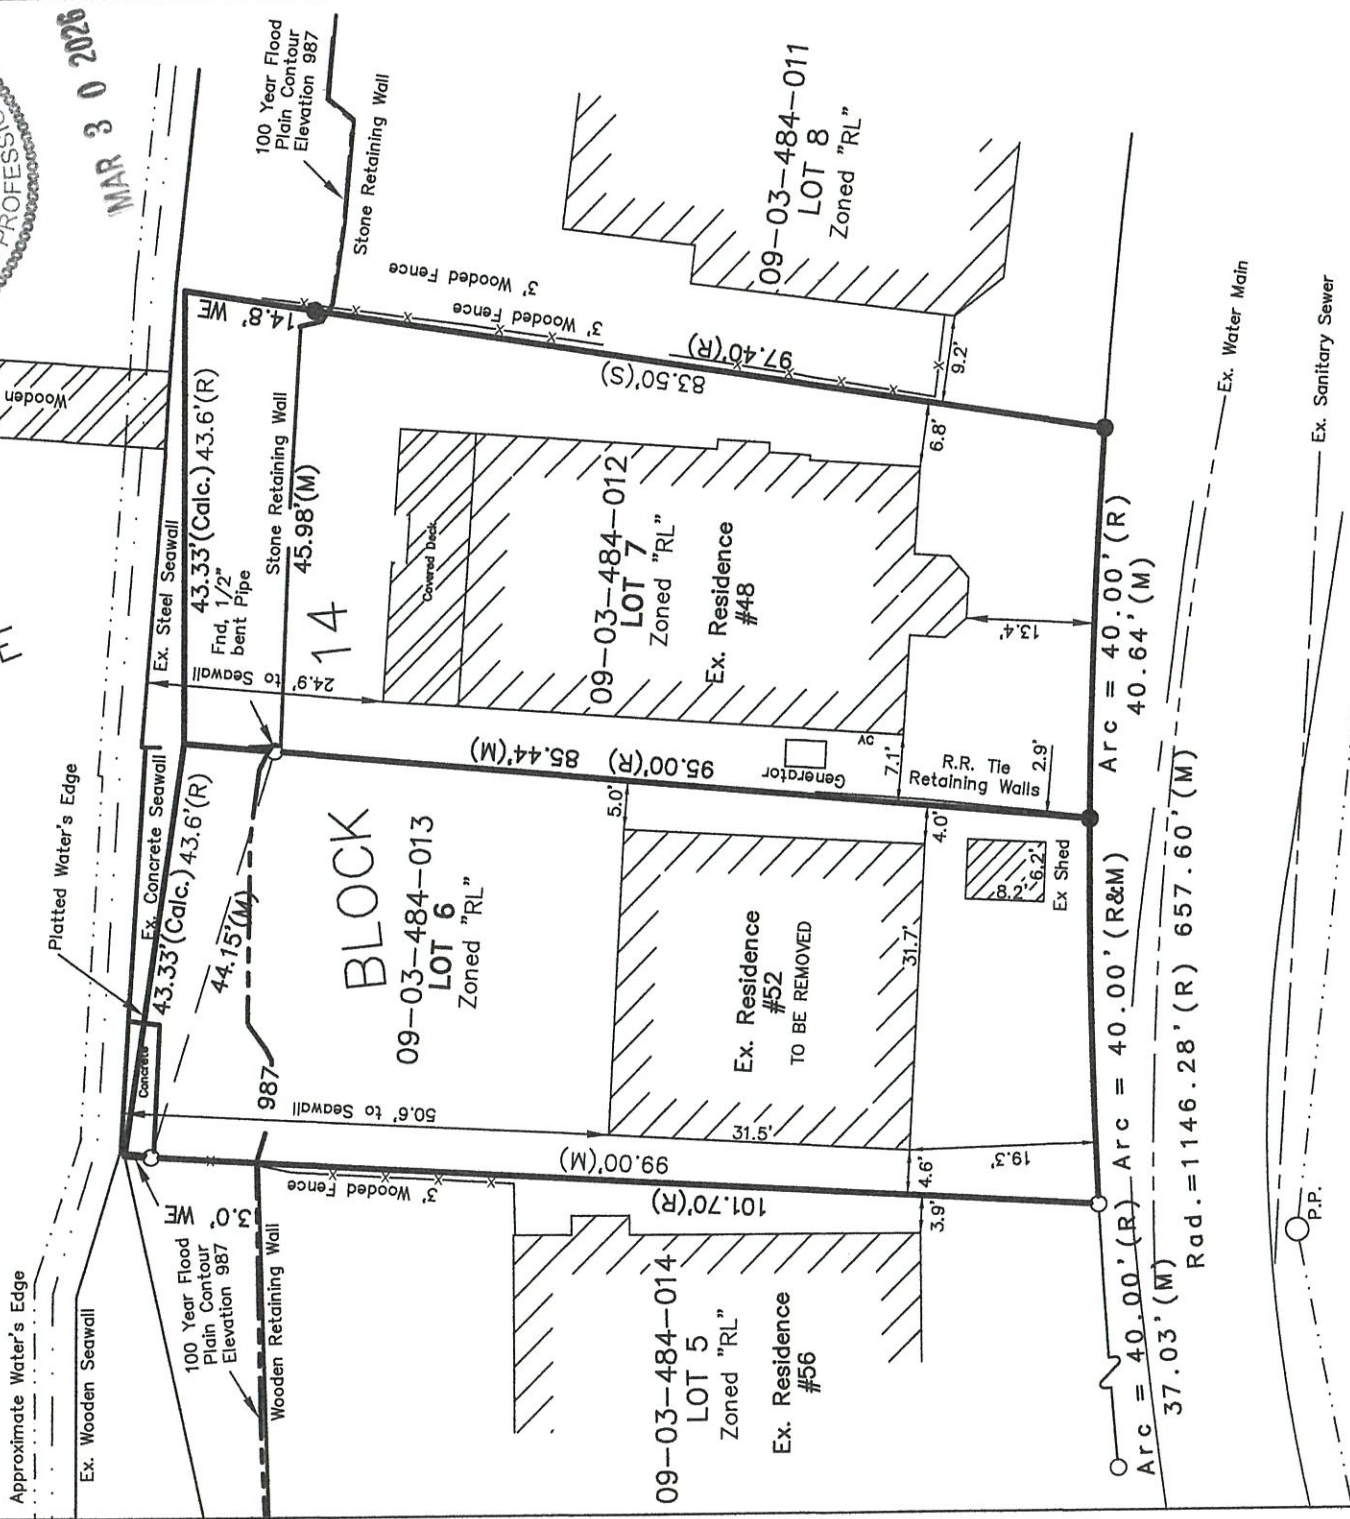 PROFESSIO
MAR 3 0 2026
100 Year Flood
Plain Contour
Elevation 987
Stone Retaining Wall
Wooden
3' Wooded Fence
3' Wooded Fence
09-03-484-011
LOT 8
Zoned "RL"
Ex. Water Main
Ex. Sanitary Sewer
14.8' WE
97.40'(R)
83.50'(S)
9.2'
6.8'
Ex. Steel Seawall
43.33'(Calc.) 43.6'(R)
Fnd, 1/2"
bent Pipe
Stone Retaining Wall
45.98'(M)
14
24.9' to Seawall
Covered Deck
09-03-484-012
LOT 7
Zoned "RL"
Ex. Residence
#48
13.4'
Arc = 40.00'(R)
40.64'(M)
85.44'(M)
95.00'(R)
Generator
AC
7.1'
R.R. Tie
Retaining Walls
2.9'
Platted Water's Edge
Ex. Concrete Seawall
43.33'(Calc.) 43.6'(R)
44.15'(M)
Concrete
987
BLOCK
09-03-484-013
LOT 6
Zoned "RL"
50.6' to Seawall
5.0'
4.0'
Ex. Residence
#52
TO BE REMOVED
31.7'
31.5'
8.2'
6.2'
Ex Shed
19.3'
4.6'
3.9'
Arc = 40.00'(R&M)
Rad.=1146.28'(R) 657.60'(M)
99.00'(M)
101.70'(R)
3' Wooded Fence
3.0' WE
100 Year Flood
Plain Contour
Elevation 987
Wooden Retaining Wall
Approximate Water's Edge
Ex. Wooden Seawall
09-03-484-014
LOT 5
Zoned "RL"
Ex. Residence
#56
Arc = 40.00'(R)
37.03'(M)
P.P.